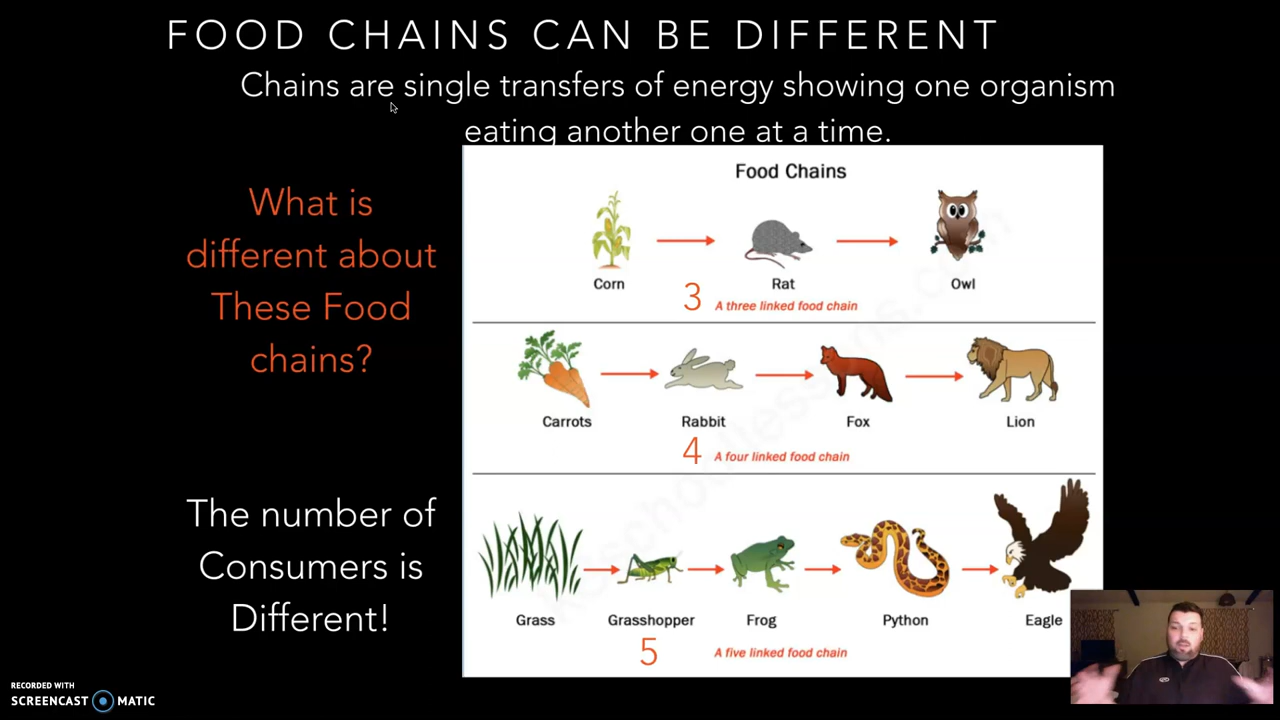 FOOD CHAINS CAN BE DIFFERENT
Chains are single transfers of energy showing one organism
eating another one at a time.
What is
different about
These Food
chains?
The number of
Consumers is
Different!
Food Chains
Corn
Rat
Owl
3 A three linked food chain
Carrots
Rabbit
Fox
Lion
4 A four linked food chain
Grass
Grasshopper
Frog
Python
Eagle
5 A five linked food chain
RECORDED WITH
SCREENCAST MATIC